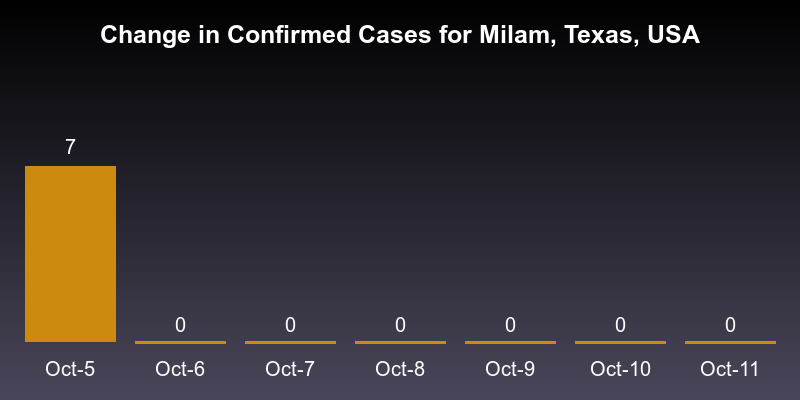 Change in Confirmed Cases for Milam, Texas, USA
7
0 0 0 0 0 0
Oct-5 Oct-6 Oct-7 Oct-8 Oct-9 Oct-10 Oct-11